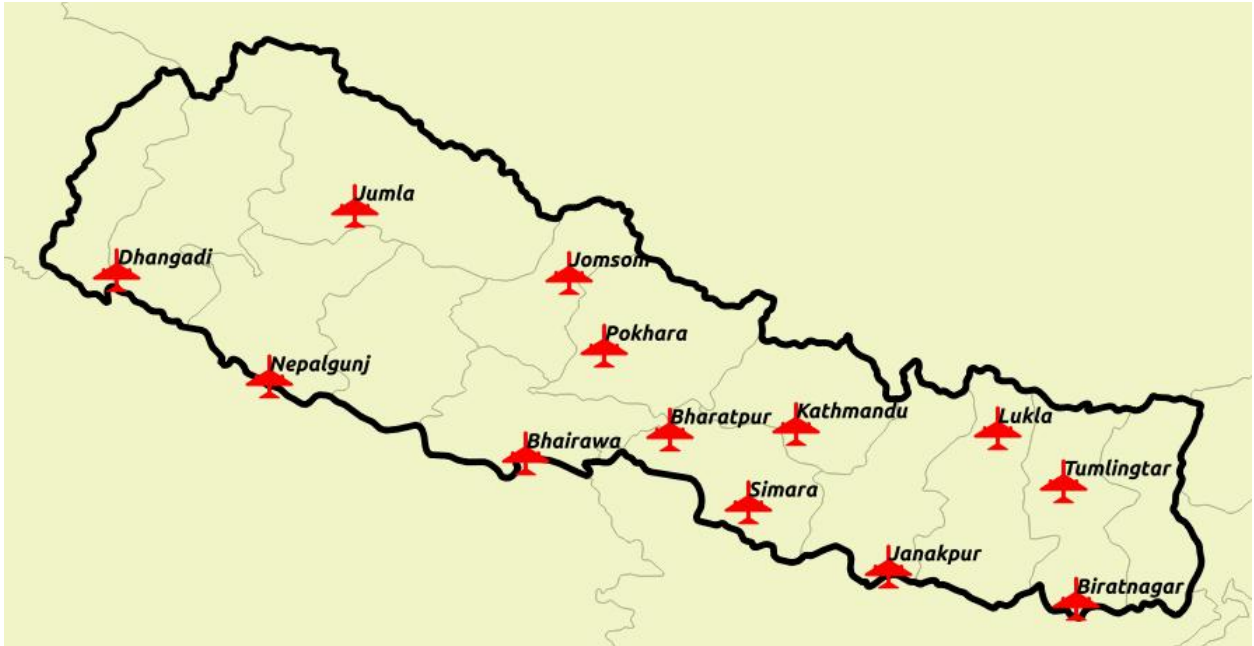 Jumla
Dhangadi
Jomsom
Pokhara
Nepalgunj
Bharatpur
Kathmandu
Lukla
Bhairawa
Tumlingtar
Simara
Janakpur
Biratnagar